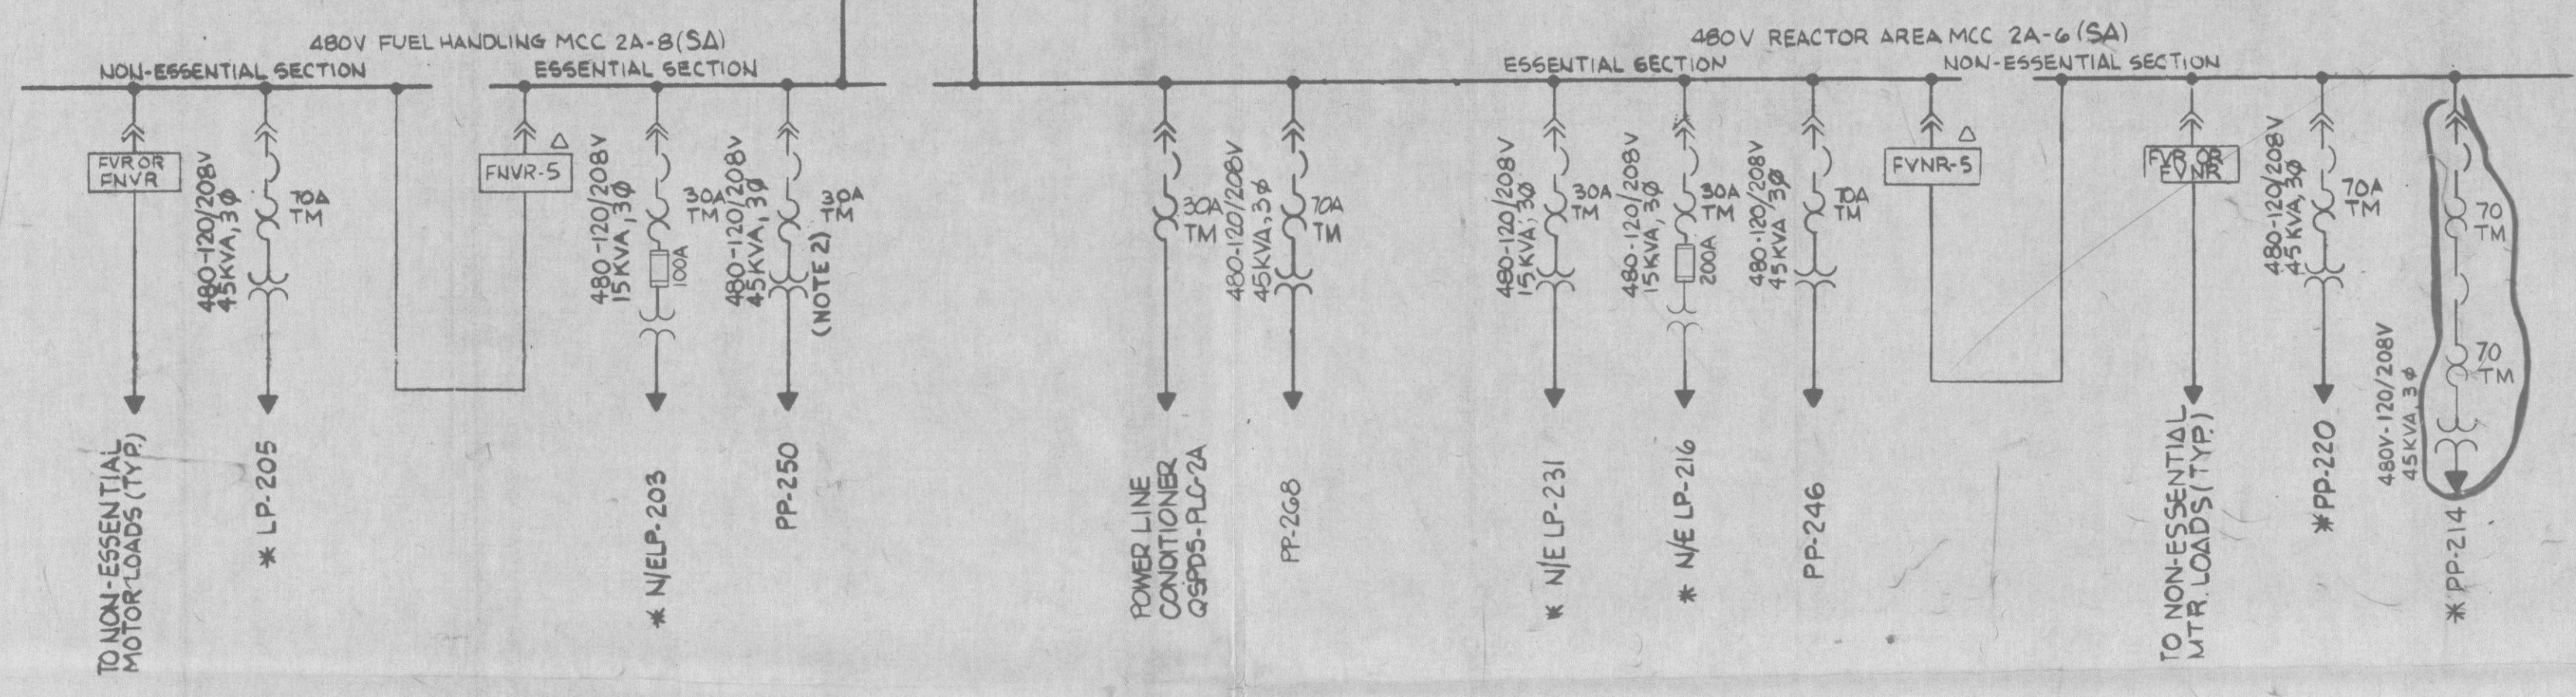 480V FUEL HANDLING MCC 2A-8(SA)
NON-ESSENTIAL SECTION
ESSENTIAL SECTION
FVR OR
FNVR
480-120/208V
45KVA, 3Ø
70A
TM
FNVR-5
Δ
480-120/208V
15KVA, 3Ø
30A
TM
100A
480-120/208V
45KVA, 3Ø
30A
TM
(NOTE 2)
TO NON-ESSENTIAL
MOTOR LOADS (TYP.)
* LP-205
* N/ELP-203
PP-250
480V REACTOR AREA MCC 2A-6 (SA)
ESSENTIAL SECTION
NON-ESSENTIAL SECTION
30A
TM
480-120/208V
45KVA, 3Ø
70A
TM
480-120/208V
15KVA, 3Ø
30A
TM
480-120/208V
15KVA, 3Ø
30A
TM
200A
480-120/208V
45KVA 3Ø
70A
TM
FVNR-5
Δ
FVR OR
FVNR
480-120/208V
45KVA, 3Ø
70A
TM
70
TM
70
TM
480V-120/208V
45KVA, 3Ø
POWER LINE
CONDITIONER
QSPDS-PLC-2A
PP-268
* N/E LP-231
* N/E LP-216
PP-246
TO NON-ESSENTIAL
MTR. LOADS (TYP.)
*PP-220
*PP-214